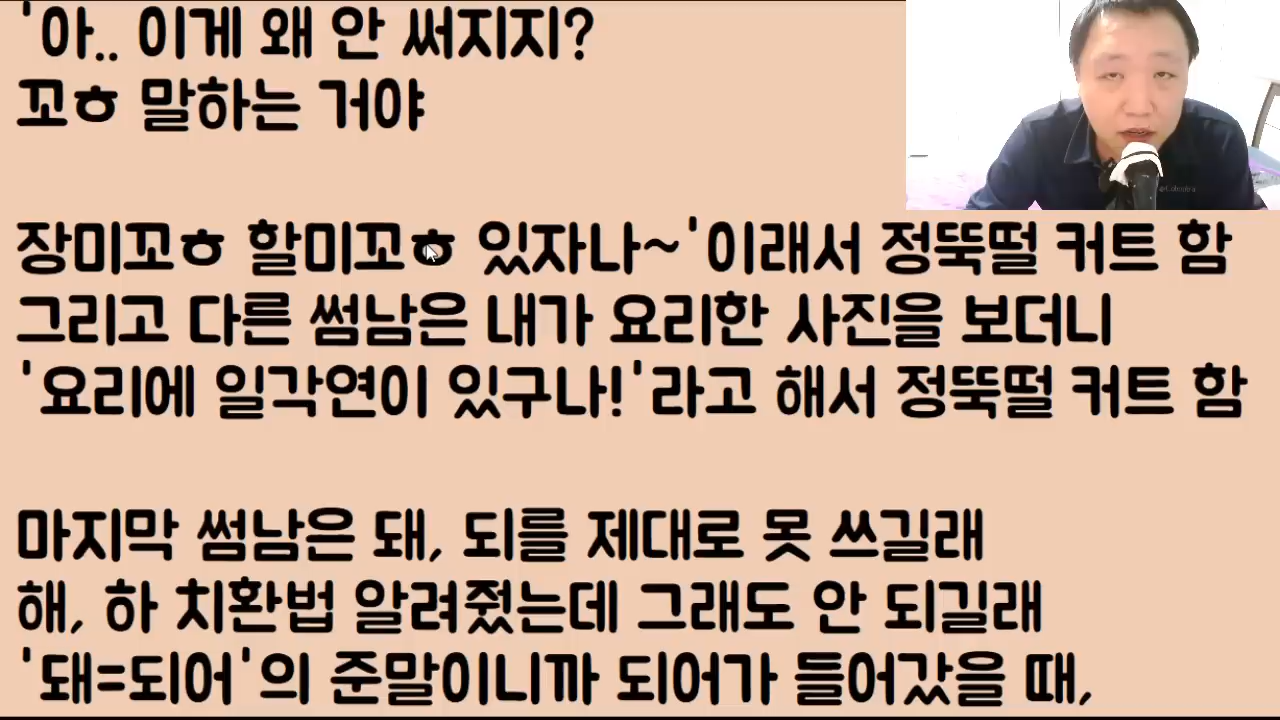 '아.. 이게 왜 안 써지지?
꼬ㅎ 말하는 거야
장미꼬ㅎ 할미꼬ㅎ 있자나~'이래서 정뚝떨 커트 함
그리고 다른 썸남은 내가 요리한 사진을 보더니
'요리에 일각연이 있구나!'라고 해서 정뚝떨 커트 함
마지막 썸남은 돼, 되를 제대로 못 쓰길래
해, 하 치환법 알려줬는데 그래도 안 되길래
'돼=되어'의 준말이니까 되어가 들어갔을 때,